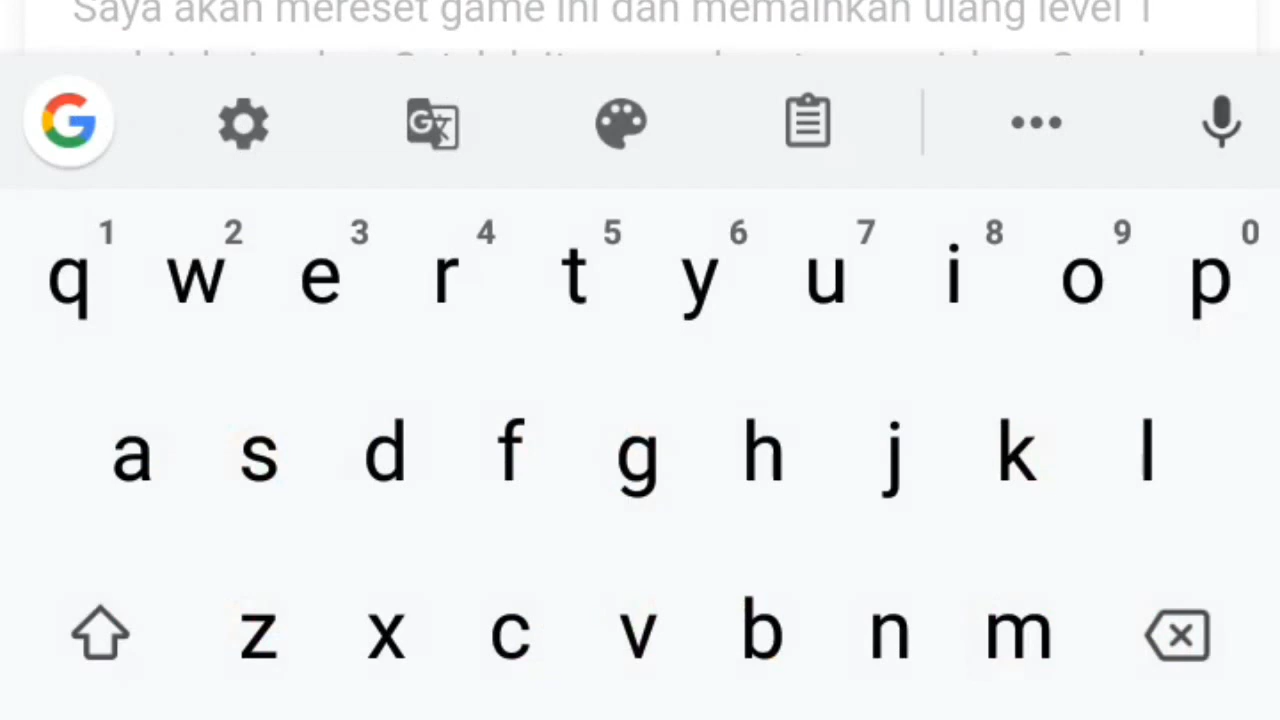 Saya akan mereset game ini dan memainkan ulang level 1
1 2 3 4 5 6 7 8 9 0
q w e r t y u i o p
a s d f g h j k l
z x c v b n m